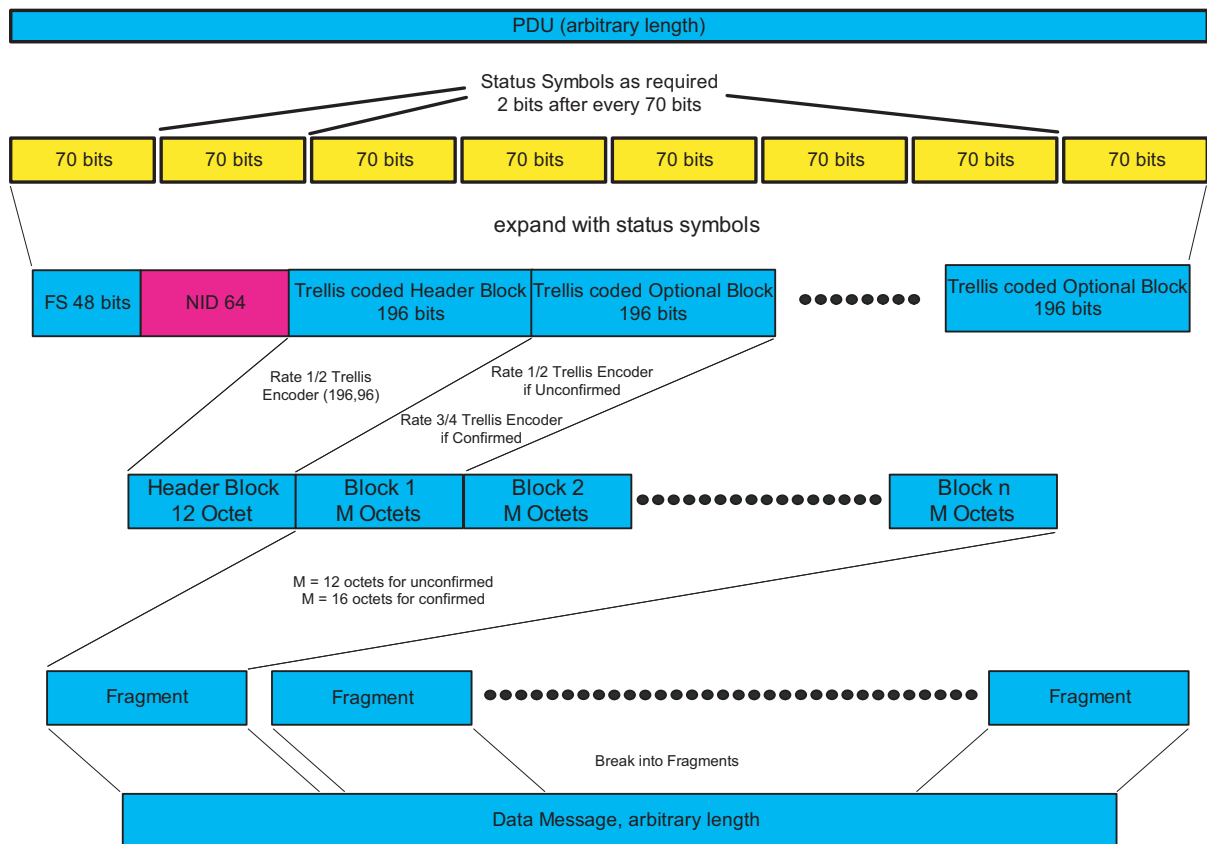 PDU (arbitrary length)
Status Symbols as required
2 bits after every 70 bits
70 bits
70 bits
70 bits
70 bits
70 bits
70 bits
70 bits
70 bits
expand with status symbols
FS 48 bits
NID 64
Trellis coded Header Block
196 bits
Trellis coded Optional Block
196 bits
Trellis coded Optional Block
196 bits
Rate 1/2 Trellis
Encoder (196,96)
Rate 1/2 Trellis Encoder
if Unconfirmed
Rate 3/4 Trellis Encoder
if Confirmed
Header Block
12 Octet
Block 1
M Octets
Block 2
M Octets
Block n
M Octets
M = 12 octets for unconfirmed
M = 16 octets for confirmed
Fragment
Fragment
Fragment
Break into Fragments
Data Message, arbitrary length